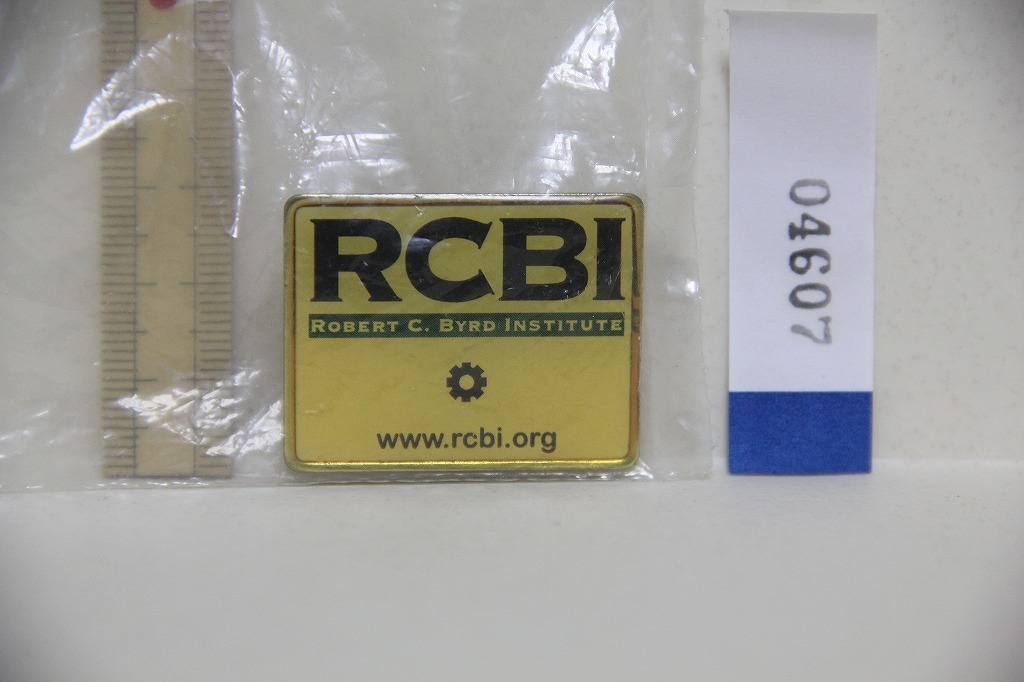 RCBI
ROBERT C. BYRD INSTITUTE
www.rcbi.org
04607